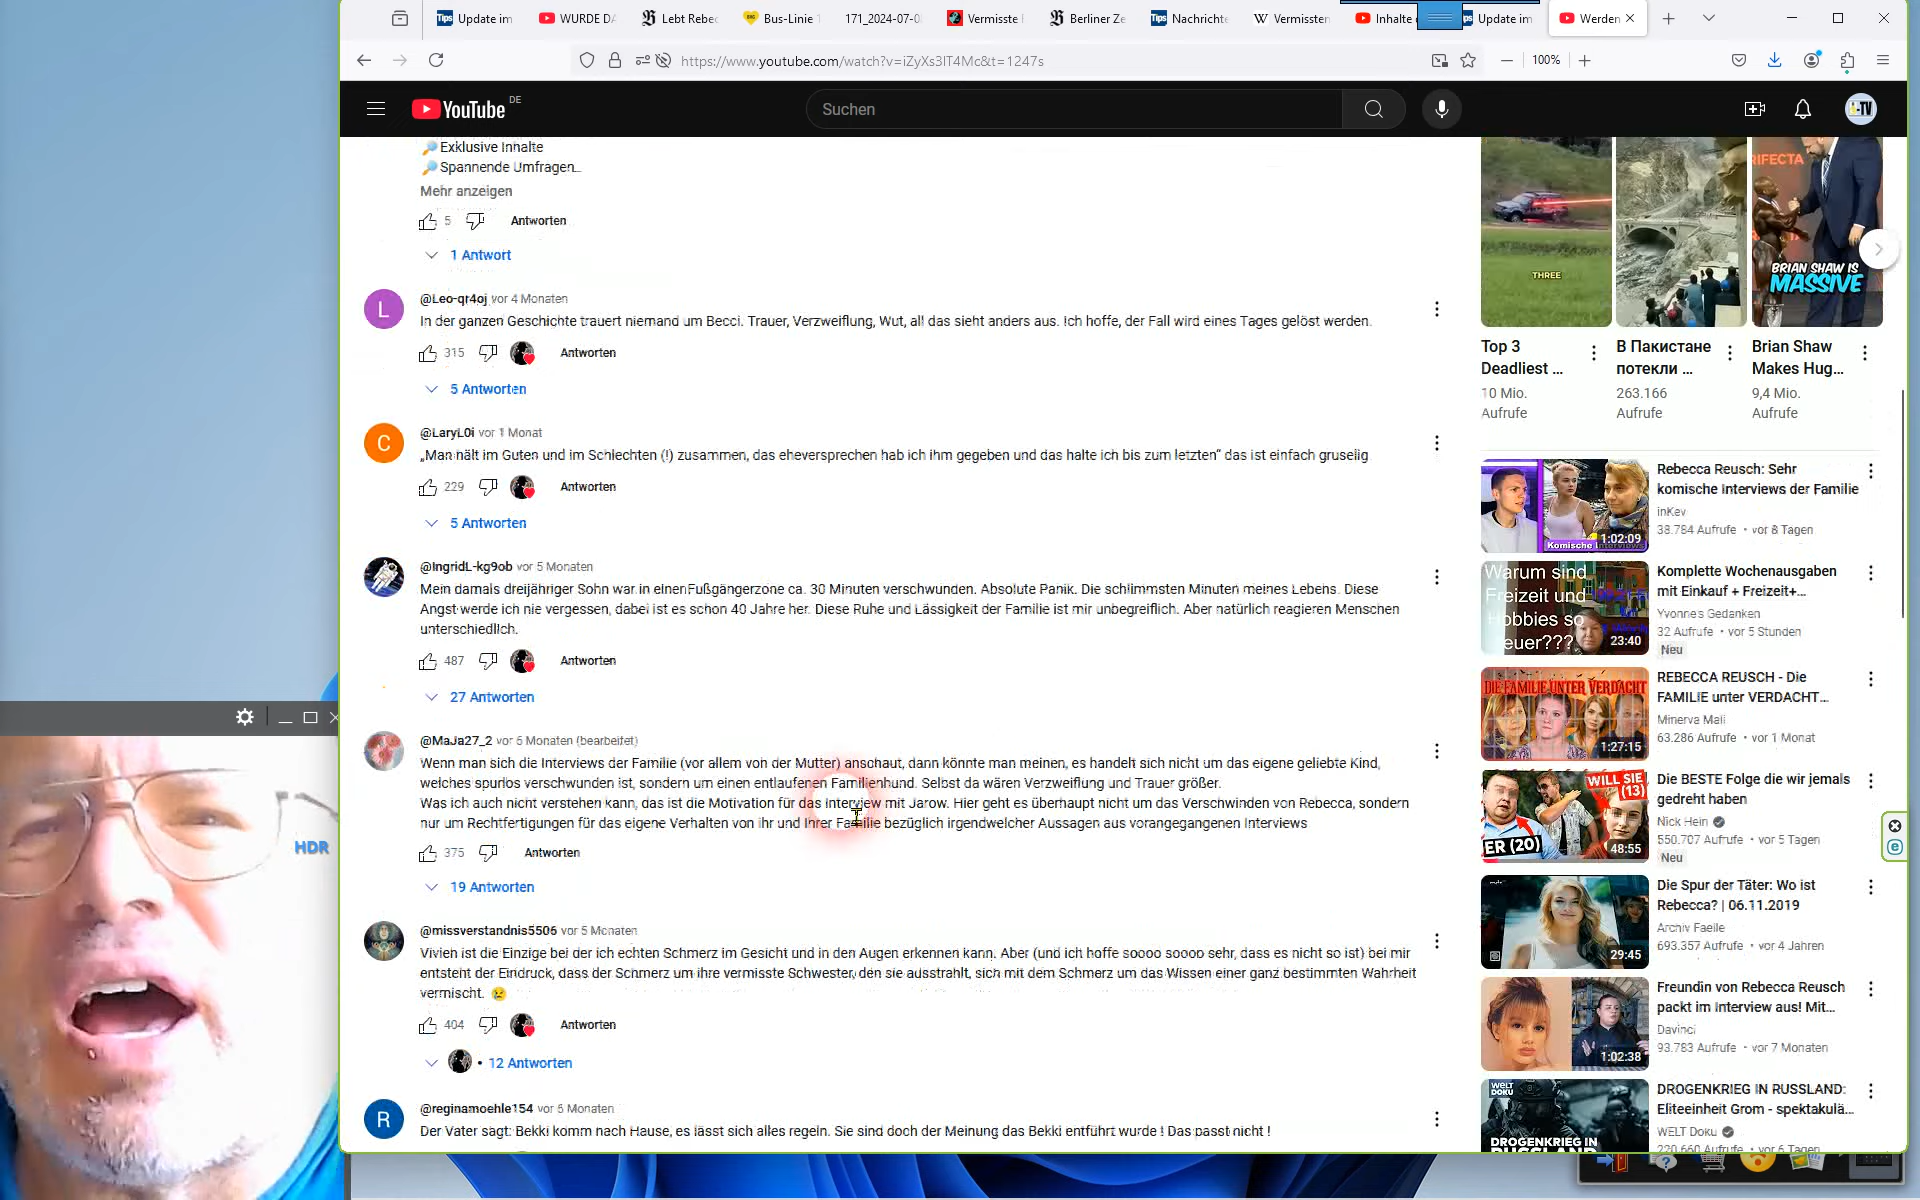 Update im
WURDE DA
Lebt Rebec
Bus-Linie 1
171_2024-07-0
Vermisste
Berliner Ze
Nachrichte
Vermissten
Inhalte
Update im
Werden
https://www.youtube.com/watch?v=iZyXs3IT4Mc&t=1247s
100%
YouTube DE
Suchen
Exklusive Inhalte
Spannende Umfragen...
Mehr anzeigen
5 Antworten
1 Antwort
L
@Leo-qr4oj vor 4 Monaten
In der ganzen Geschichte trauert niemand um Becci. Trauer, Verzweiflung, Wut, all das sieht anders aus. Ich hoffe, der Fall wird eines Tages gelöst werden.
315 Antworten
5 Antworten
C
@LaryL0i vor 1 Monat
„Man hält im Guten und im Schlechten (!) zusammen, das eheversprechen hab ich ihm gegeben und das halte ich bis zum letzten“ das ist einfach gruselig
229 Antworten
5 Antworten
@IngridL-kg9ob vor 5 Monaten
Mein damals dreijähriger Sohn war in einer Fußgängerzone ca. 30 Minuten verschwunden. Absolute Panik. Die schlimmsten Minuten meines Lebens. Diese
Angst werde ich nie vergessen, dabei ist es schon 40 Jahre her. Diese Ruhe und Lässigkeit der Familie ist mir unbegreiflich. Aber natürlich reagieren Menschen
unterschiedlich.
487 Antworten
27 Antworten
@MaJa27_2 vor 6 Monaten (bearbeitet)
Wenn man sich die Interviews der Familie (vor allem von der Mutter) anschaut, dann könnte man meinen, es handelt sich nicht um das eigene geliebte Kind,
welches spurlos verschwunden ist, sondern um einen entlaufenen Familienhund. Selbst da wären Verzweiflung und Trauer größer.
Was ich auch nicht verstehen kann, das ist die Motivation für das Interview mit Jarow. Hier geht es überhaupt nicht um das Verschwinden von Rebecca, sondern
nur um Rechtfertigungen für das eigene Verhalten von ihr und Ihrer Familie bezüglich irgendwelcher Aussagen aus vorangegangenen Interviews
375 Antworten
19 Antworten
@missverstandnis5506 vor 5 Monaten
Vivien ist die Einzige bei der ich echten Schmerz im Gesicht und in den Augen erkennen kann. Aber (und ich hoffe soooo soooo sehr, dass es nicht so ist) bei mir
entsteht der Eindruck, dass der Schmerz um ihre vermisste Schwester, den sie ausstrahlt, sich mit dem Schmerz um das Wissen einer ganz bestimmten Wahrheit
vermischt. 😢
404 Antworten
• 12 Antworten
R
@reginamoehle154 vor 6 Monaten
Der Vater sagt: Bekki komm nach Hause, es lässt sich alles regeln. Sie sind doch der Meinung das Bekki entführt wurde ! Das passt nicht !
THREE
RIFECTA
BRIAN SHAW IS
MASSIVE
Top 3
Deadliest ...
10 Mio.
Aufrufe
В Пакистане
потекли ...
263.166
Aufrufe
Brian Shaw
Makes Hug...
9,4 Mio.
Aufrufe
Komische Interviews
1:02:09
Rebecca Reusch: Sehr
komische Interviews der Familie
inKev
38.784 Aufrufe • vor 8 Tagen
Warum sind
Freizeit und
Hobbies so
teuer???
23:40
Komplette Wochenausgaben
mit Einkauf + Freizeit+...
Yvonne's Gedanken
32 Aufrufe • vor 5 Stunden
Neu
DIE FAMILIE UNTER VERDACHT
1:27:15
REBECCA REUSCH - Die
FAMILIE unter VERDACHT...
Minerva Mali
63.286 Aufrufe • vor 1 Monat
WILL SIE
(13)
ER (20)
48:55
Die BESTE Folge die wir jemals
gedreht haben
Nick Hein
550.707 Aufrufe • vor 5 Tagen
Neu
29:45
Die Spur der Täter: Wo ist
Rebecca? | 06.11.2019
Archiv Faelle
693.357 Aufrufe • vor 4 Jahren
1:02:38
Freundin von Rebecca Reusch
packt im Interview aus! Mit...
Davinci
93.783 Aufrufe • vor 7 Monaten
WELT DOKU
DROGENKRIEG IN
RUSSLAND
DROGENKRIEG IN RUSSLAND:
Eliteeinheit Grom - spektakulä...
WELT Doku
220.660 Aufrufe • vor 6 Tagen
HDR